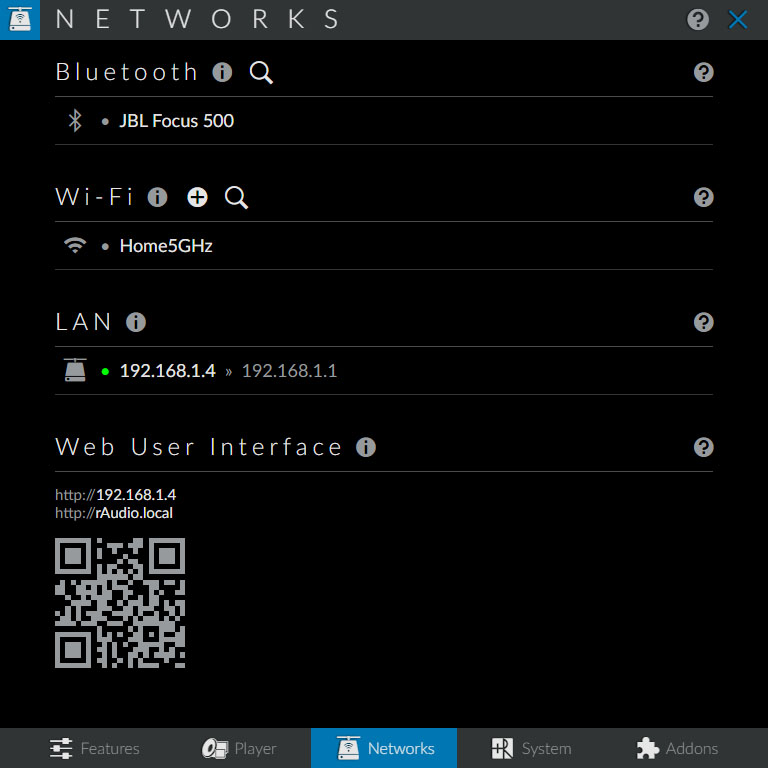 NETWORKS
Bluetooth
JBL Focus 500
Wi-Fi
Home5GHz
LAN
192.168.1.4 » 192.168.1.1
Web User Interface
http://192.168.1.4
http://rAudio.local
Features Player Networks System Addons